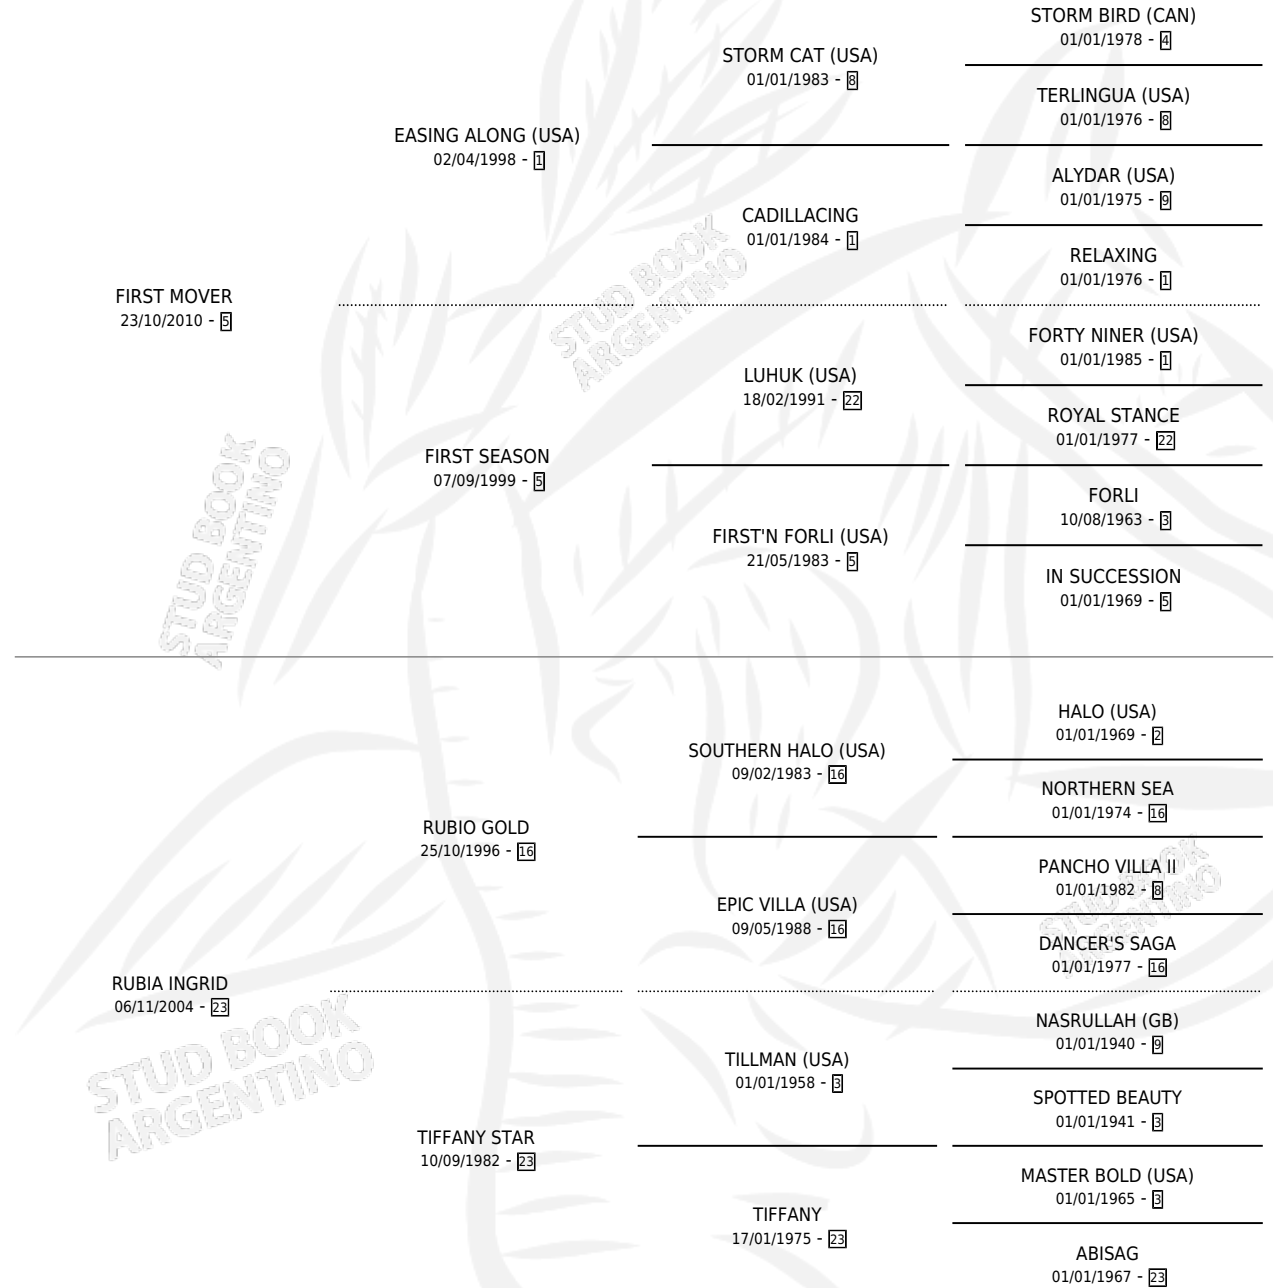 STORM BIRD (CAN)
01/01/1978 - 4
STORM CAT (USA)
01/01/1983 - 8
TERLINGUA (USA)
01/01/1976 - 8
EASING ALONG (USA)
02/04/1998 - 1
ALYDAR (USA)
01/01/1975 - 9
CADILLACING
01/01/1984 - 1
RELAXING
01/01/1976 - 1
FIRST MOVER
23/10/2010 - 5
FORTY NINER (USA)
01/01/1985 - 1
LUHUK (USA)
18/02/1991 - 22
ROYAL STANCE
01/01/1977 - 22
FIRST SEASON
07/09/1999 - 5
FORLI
10/08/1963 - 3
FIRST'N FORLI (USA)
21/05/1983 - 5
IN SUCCESSION
01/01/1969 - 5
STUD BOOK
ARGENTINO
STUD BOOK
ARGENTINO
HALO (USA)
01/01/1969 - 2
SOUTHERN HALO (USA)
09/02/1983 - 16
NORTHERN SEA
01/01/1974 - 16
RUBIO GOLD
25/10/1996 - 16
PANCHO VILLA II
01/01/1982 - 8
EPIC VILLA (USA)
09/05/1988 - 16
DANCER'S SAGA
01/01/1977 - 16
STUD BOOK
ARGENTINO
RUBIA INGRID
06/11/2004 - 23
NASRULLAH (GB)
01/01/1940 - 9
TILLMAN (USA)
01/01/1958 - 3
SPOTTED BEAUTY
01/01/1941 - 3
STUD BOOK
ARGENTINO
TIFFANY STAR
10/09/1982 - 23
MASTER BOLD (USA)
01/01/1965 - 3
TIFFANY
17/01/1975 - 23
ABISAG
01/01/1967 - 23